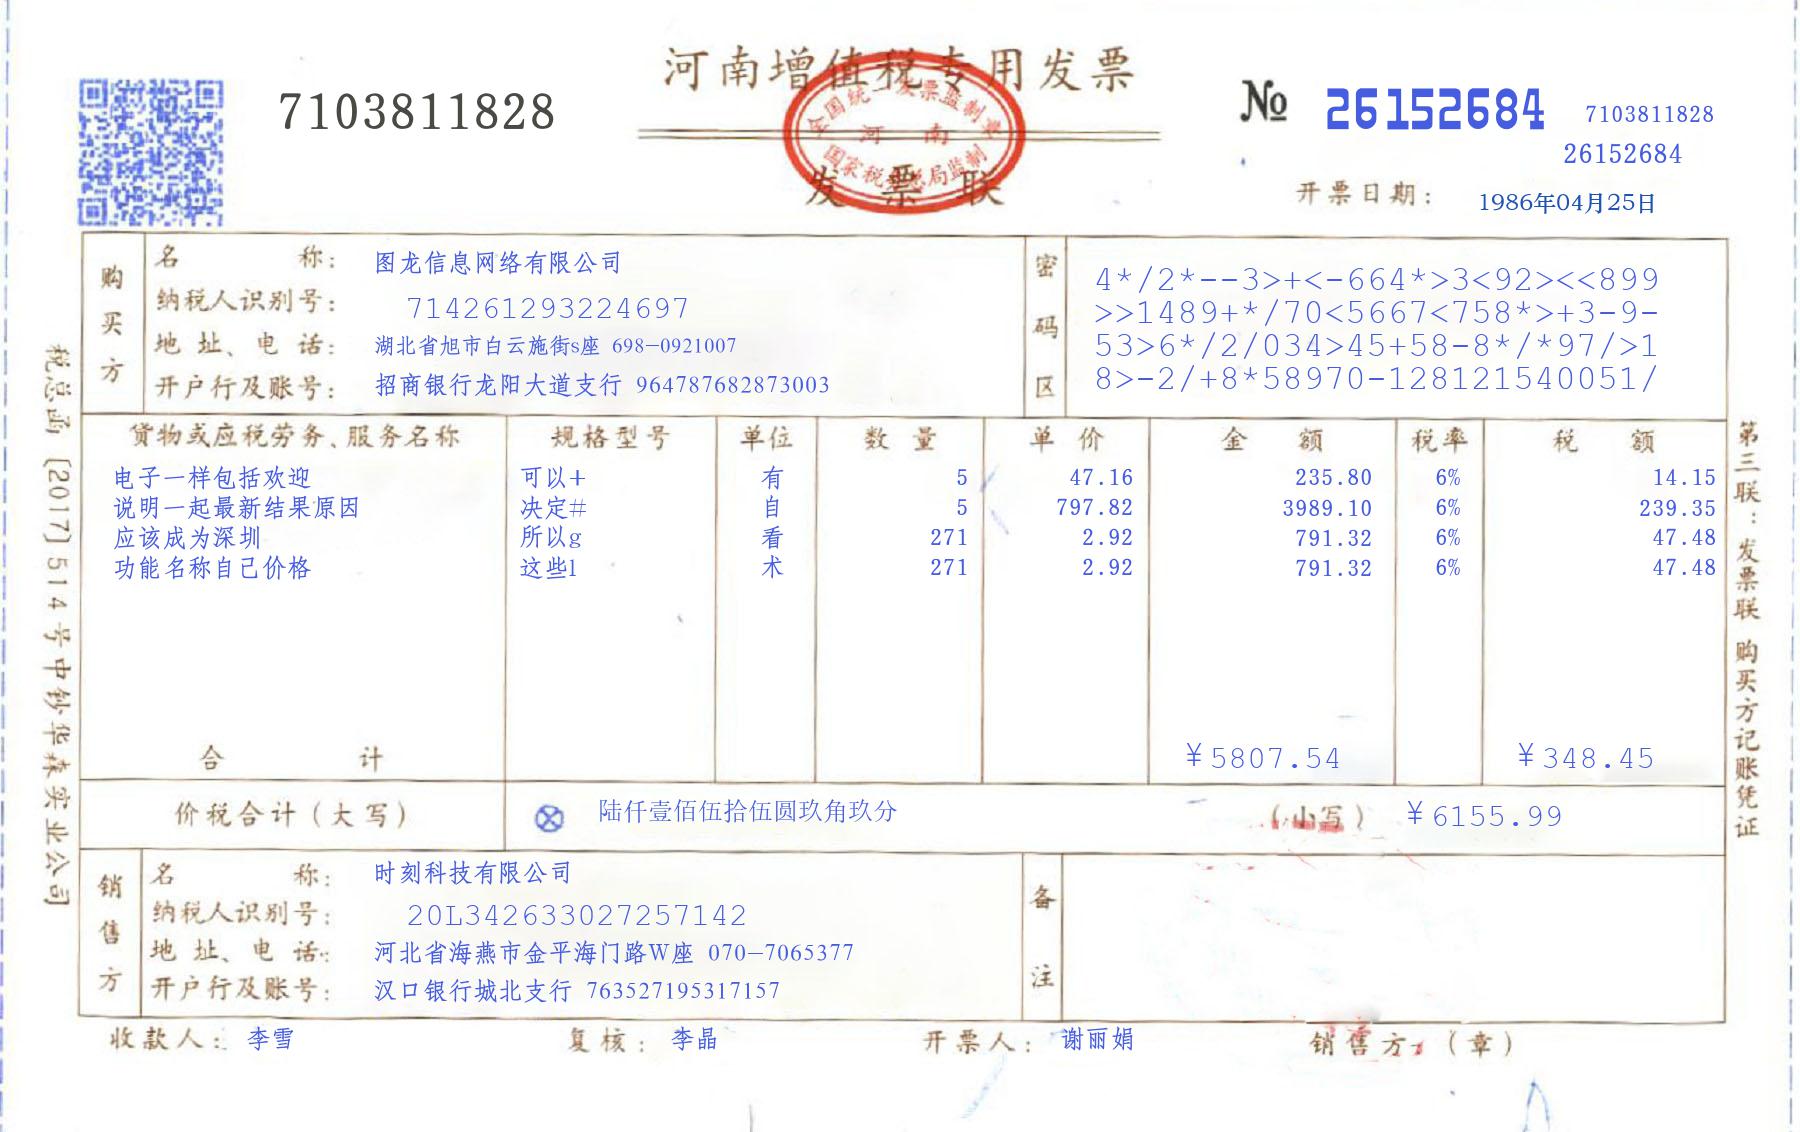 河南增值税专用发票
发票联
全国统一发票监制章
河南
国家税务总局监制
7103811828
№ 26152684
7103811828
26152684
开票日期: 1986年04月25日
税总函 [2017] 514号中钞华森实业公司
第三联:发票联 购买方记账凭证
购买方
名称: 图龙信息网络有限公司
纳税人识别号: 714261293224697
地址、电话: 湖北省旭市白云施街s座 698-0921007
开户行及账号: 招商银行龙阳大道支行 964787682873003
密码区
4*/2*--3>+<-664*>3<92><<899
>>1489+*/70<5667<758*>+3-9-
53>6*/2/034>45+58-8*/*97/>1
8>-2/+8*58970-128121540051/
货物或应税劳务、服务名称 规格型号 单位 数量 单价 金额 税率 税额
电子一样包括欢迎 可以+ 有 5 47.16 235.80 6% 14.15
说明一起最新结果原因 决定# 自 5 797.82 3989.10 6% 239.35
应该成为深圳 所以g 看 271 2.92 791.32 6% 47.48
功能名称自己价格 这些l 术 271 2.92 791.32 6% 47.48
合计 ¥5807.54 ¥348.45
价税合计(大写) ⊗ 陆仟壹佰伍拾伍圆玖角玖分 (小写) ¥6155.99
销售方
名称: 时刻科技有限公司
纳税人识别号: 20L342633027257142
地址、电话: 河北省海燕市金平海门路W座 070-7065377
开户行及账号: 汉口银行城北支行 763527195317157
备注
收款人: 李雪 复核: 李晶 开票人: 谢丽娟 销售方:(章)